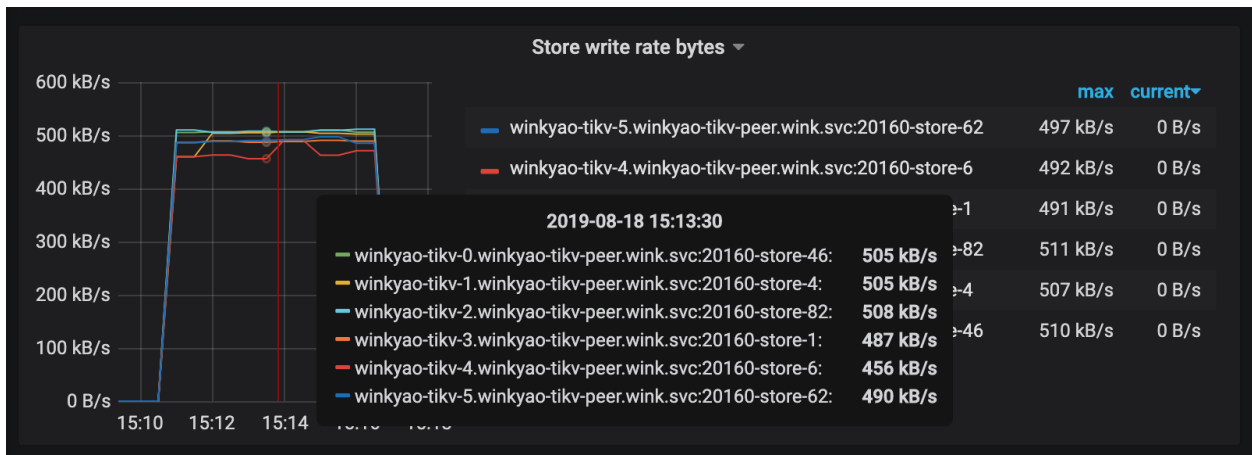 Store write rate bytes
600 kB/s
500 kB/s
400 kB/s
300 kB/s
200 kB/s
100 kB/s
0 B/s
15:10 15:12 15:14
max current
winkyao-tikv-5.winkyao-tikv-peer.wink.svc:20160-store-62 497 kB/s 0 B/s
winkyao-tikv-4.winkyao-tikv-peer.wink.svc:20160-store-6 492 kB/s 0 B/s
e-1 491 kB/s 0 B/s
e-82 511 kB/s 0 B/s
e-4 507 kB/s 0 B/s
e-46 510 kB/s 0 B/s
2019-08-18 15:13:30
winkyao-tikv-0.winkyao-tikv-peer.wink.svc:20160-store-46: 505 kB/s
winkyao-tikv-1.winkyao-tikv-peer.wink.svc:20160-store-4: 505 kB/s
winkyao-tikv-2.winkyao-tikv-peer.wink.svc:20160-store-82: 508 kB/s
winkyao-tikv-3.winkyao-tikv-peer.wink.svc:20160-store-1: 487 kB/s
winkyao-tikv-4.winkyao-tikv-peer.wink.svc:20160-store-6: 456 kB/s
winkyao-tikv-5.winkyao-tikv-peer.wink.svc:20160-store-62: 490 kB/s